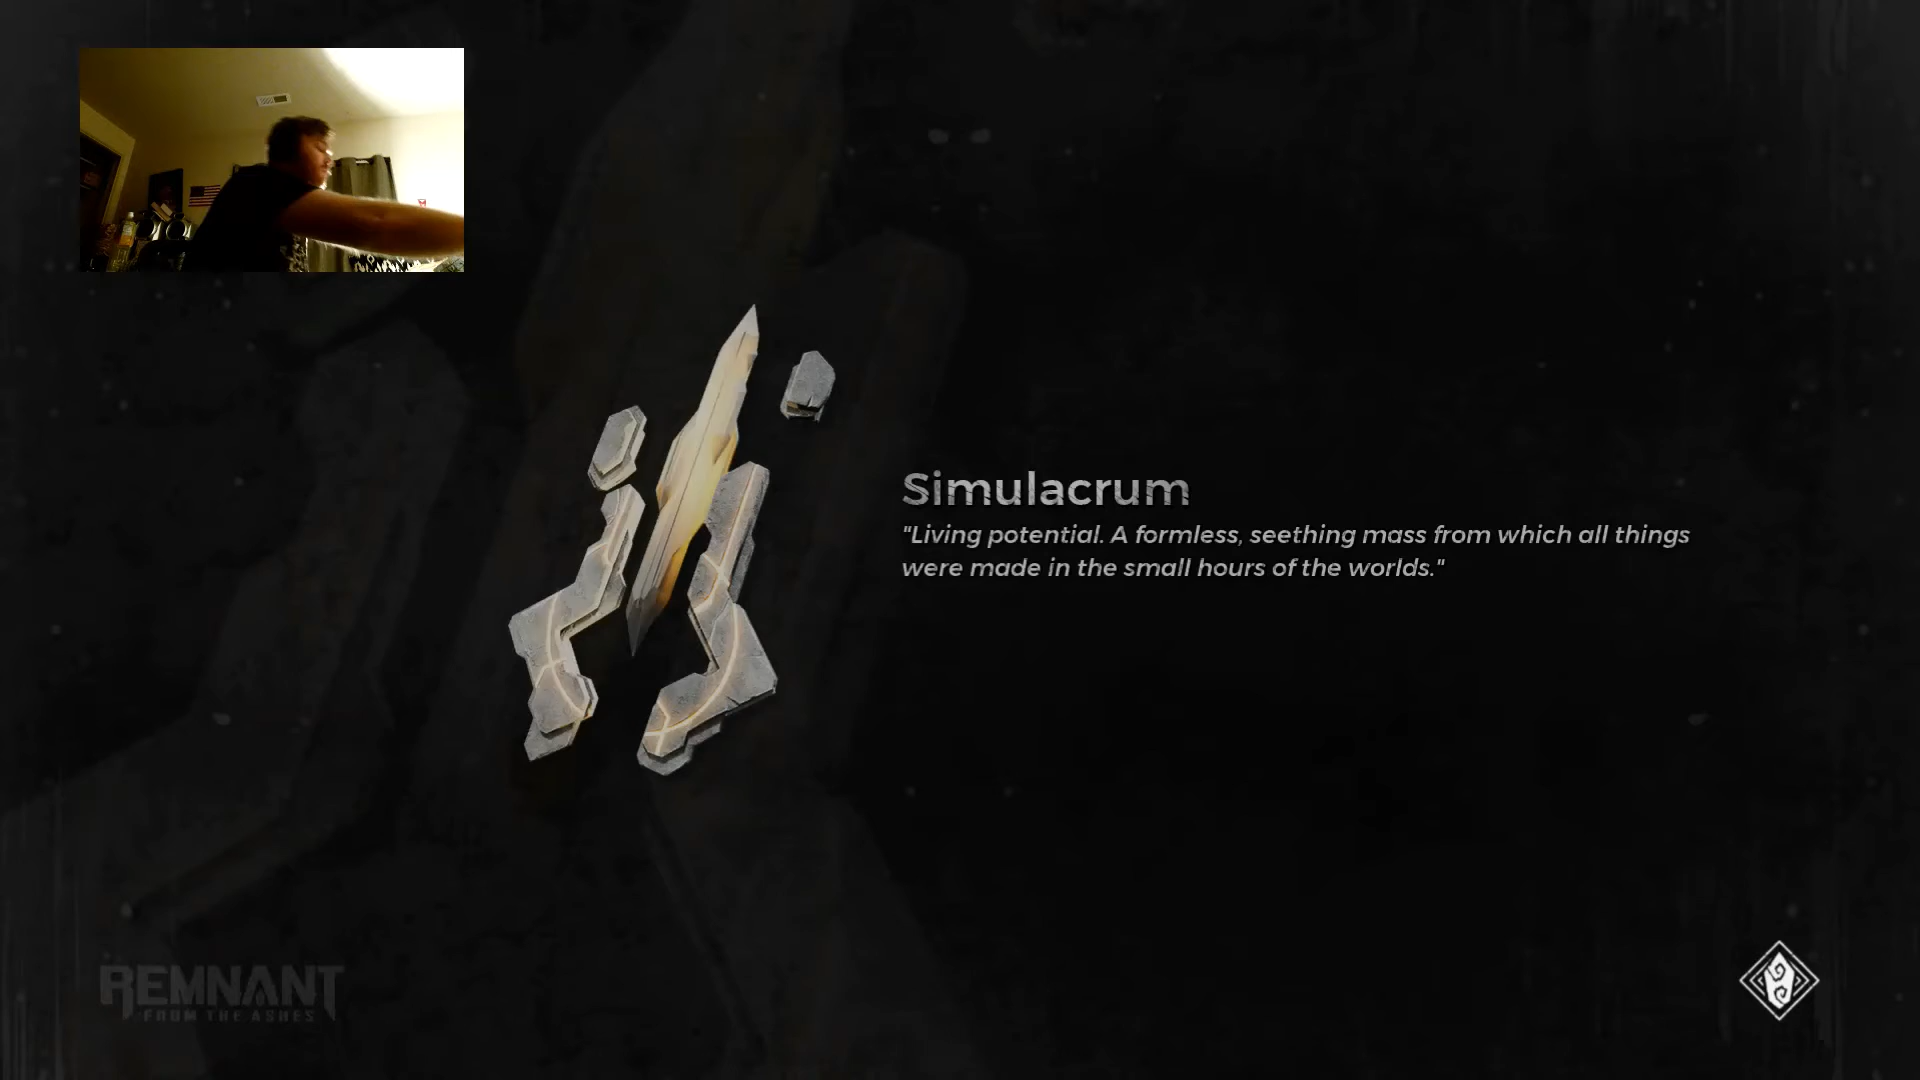 Simulacrum
"Living potential. A formless, seething mass from which all things
were made in the small hours of the worlds."
REMNANT
FROM THE ASHES